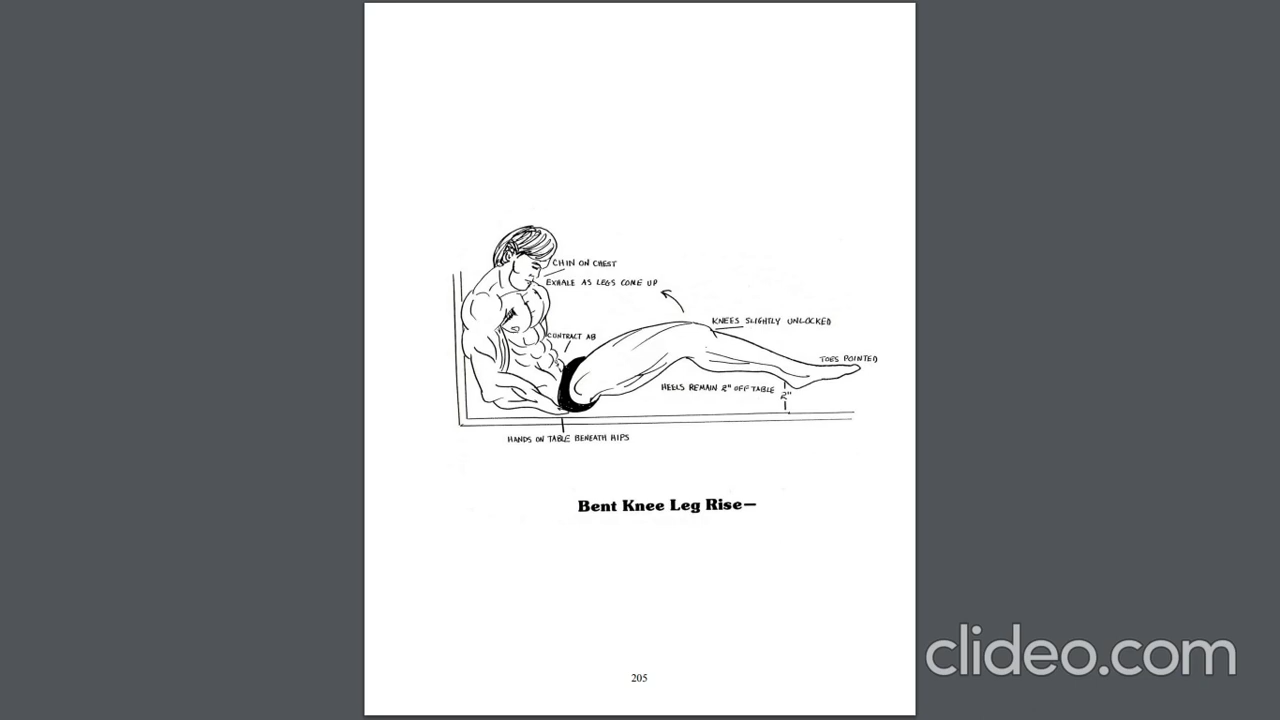 CHIN ON CHEST
EXHALE AS LEGS COME UP
KNEES SLIGHTLY UNLOCKED
CONTRACT AB
TOES POINTED
HEELS REMAIN 2" OFF TABLE
2"
HANDS ON TABLE BENEATH HIPS
Bent Knee Leg Rise—
205
clideo.com